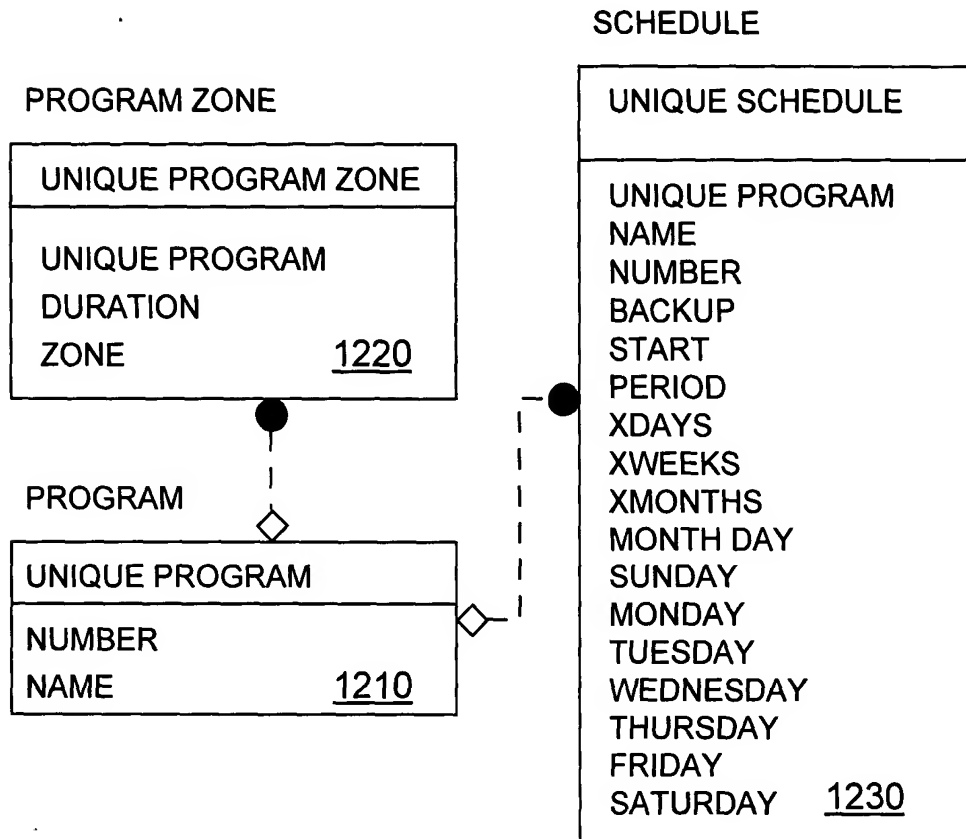 PROGRAM ZONE
UNIQUE PROGRAM ZONE
UNIQUE PROGRAM
DURATION
ZONE 1220
PROGRAM
UNIQUE PROGRAM
NUMBER
NAME 1210
SCHEDULE
UNIQUE SCHEDULE
UNIQUE PROGRAM
NAME
NUMBER
BACKUP
START
PERIOD
XDAYS
XWEEKS
XMONTHS
MONTH DAY
SUNDAY
MONDAY
TUESDAY
WEDNESDAY
THURSDAY
FRIDAY
SATURDAY 1230